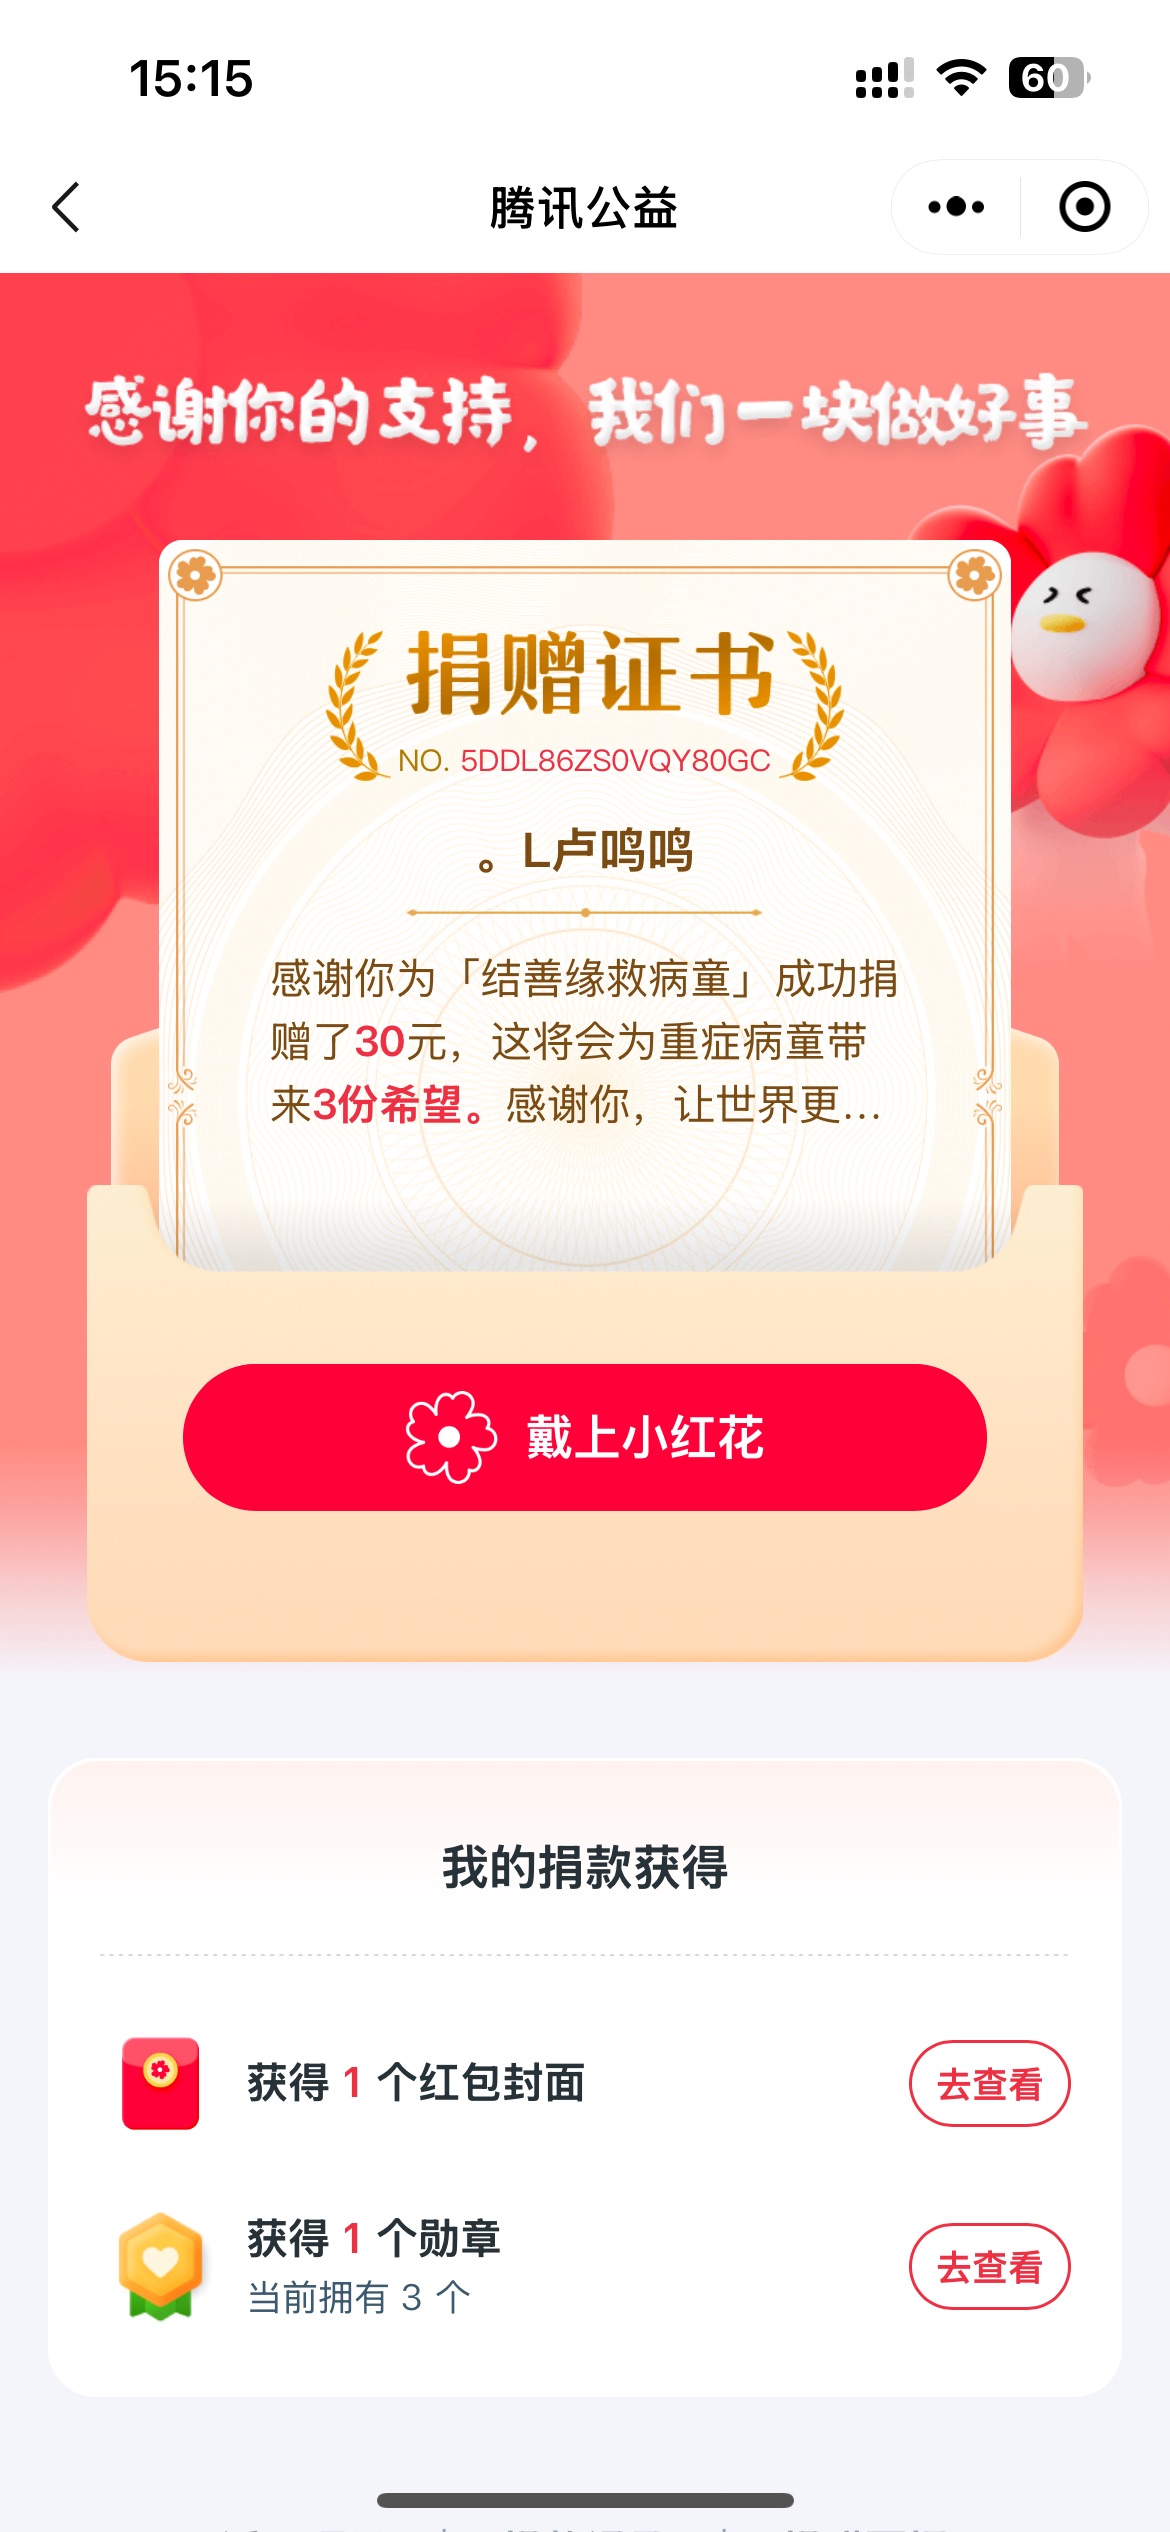 15:15
60
腾讯公益
感谢你的支持，我们一块做好事
捐赠证书
NO. 5DDL86ZS0VQY80GC
。L卢鸣鸣
感谢你为「结善缘救病童」成功捐
赠了30元，这将会为重症病童带
来3份希望。感谢你，让世界更...
戴上小红花
我的捐款获得
获得 1 个红包封面
去查看
获得 1 个勋章
当前拥有 3 个
去查看